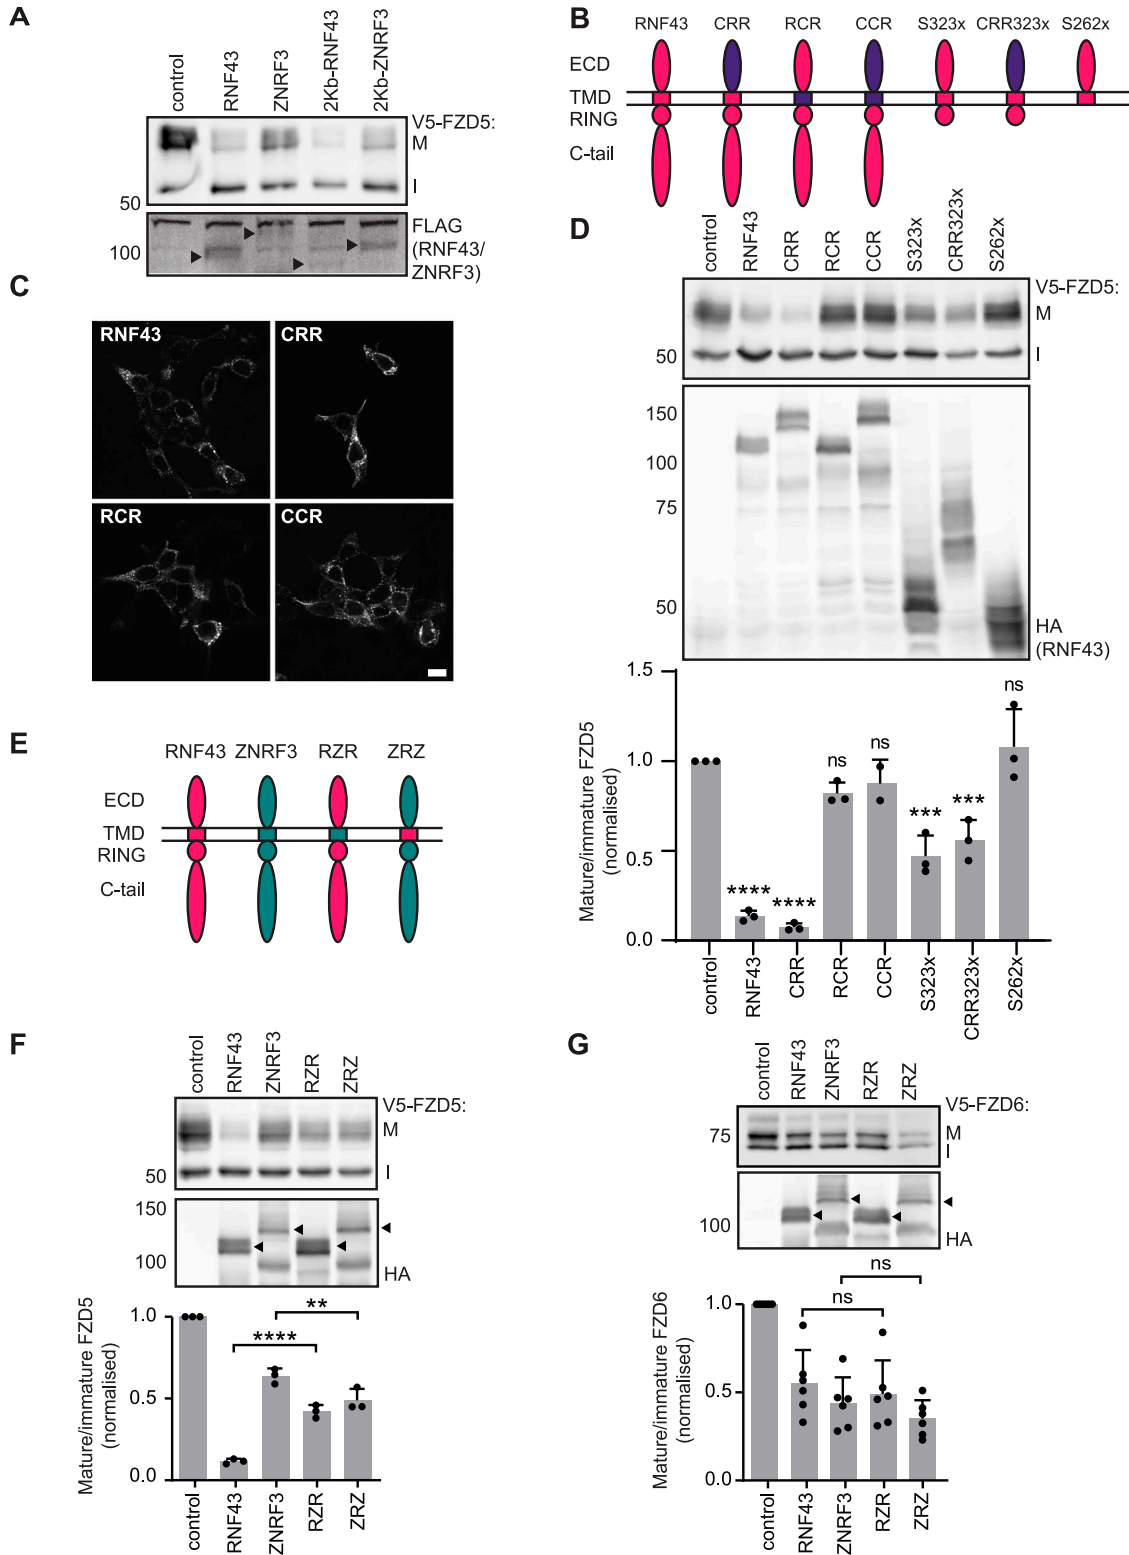 A
control
RNF43
ZNRF3
2Kb-RNF43
2Kb-ZNRF3
V5-FZD5:
M
I
50
FLAG
(RNF43/
ZNRF3)
100
B
RNF43 CRR RCR CCR S323x CRR323x S262x
ECD
TMD
RING
C-tail
C
RNF43
CRR
RCR
CCR
D
control
RNF43
CRR
RCR
CCR
S323x
CRR323x
S262x
V5-FZD5:
M
I
50
150
100
75
50
HA
(RNF43)
Mature/immature FZD5
(normalised)
1.5
1.0
0.5
0.0
**** **** ns ns *** *** ns
control
RNF43
CRR
RCR
CCR
S323x
CRR323x
S262x
E
RNF43 ZNRF3 RZR ZRZ
ECD
TMD
RING
C-tail
F
control
RNF43
ZNRF3
RZR
ZRZ
V5-FZD5:
M
I
50
150
100
HA
Mature/immature FZD5
(normalised)
1.0
0.5
0.0
**
****
control
RNF43
ZNRF3
RZR
ZRZ
G
control
RNF43
ZNRF3
RZR
ZRZ
V5-FZD6:
75
M
I
100
HA
Mature/immature FZD6
(normalised)
1.0
0.5
0.0
ns
ns
control
RNF43
ZNRF3
RZR
ZRZ